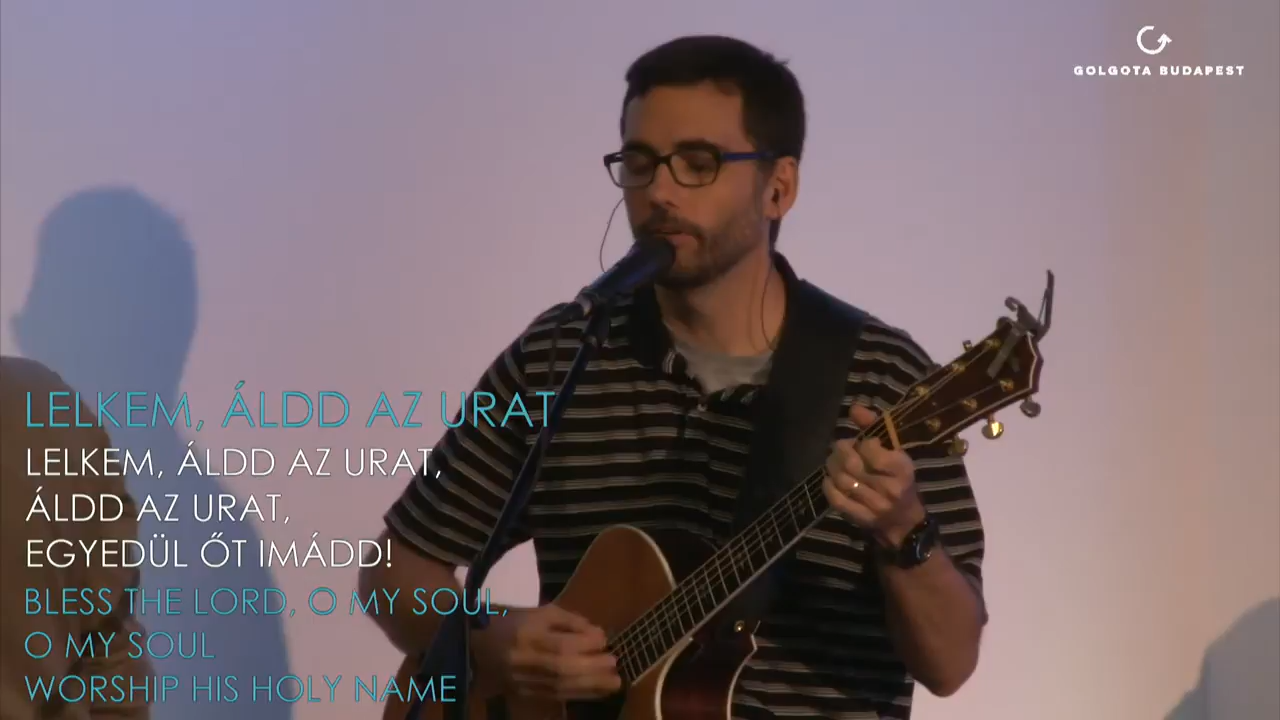 GOLGOTA BUDAPEST
LELKEM, ÁLDD AZ URAT
LELKEM, ÁLDD AZ URAT,
ÁLDD AZ URAT,
EGYEDÜL ŐT IMÁDD!
BLESS THE LORD, O MY SOUL,
O MY SOUL
WORSHIP HIS HOLY NAME